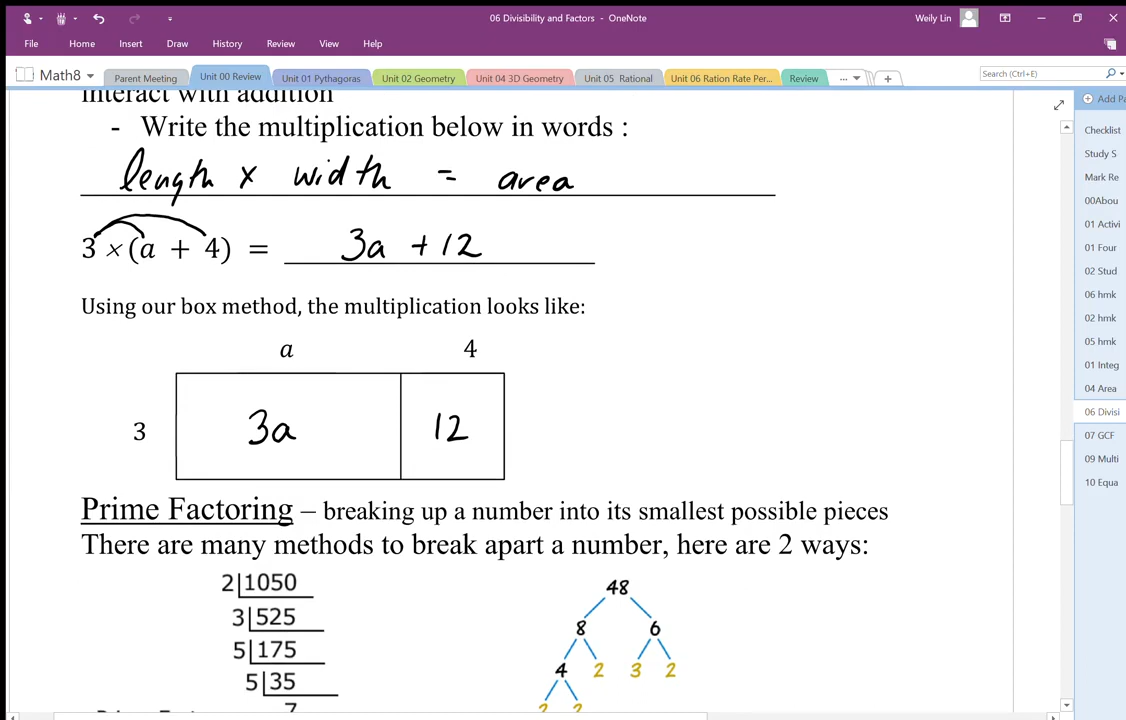 06 Divisibility and Factors - OneNote
Weily Lin
File Home Insert Draw History Review View Help
Math8 Parent Meeting Unit 00 Review Unit 01 Pythagoras Unit 02 Geometry Unit 04 3D Geometry Unit 05 Rational Unit 06 Ration Rate Per... Review ... +
Search (Ctrl+E)
interact with addition
- Write the multiplication below in words :
length × width = area
3 × (a + 4) = 3a + 12
Using our box method, the multiplication looks like:
a 4
3 3a 12
Prime Factoring – breaking up a number into its smallest possible pieces
There are many methods to break apart a number, here are 2 ways:
2 1050
3 525
5 175
5 35
7
48
8 6
4 2 3 2
2 2
Add Pa
Checklist
Study S
Mark Re
00Abou
01 Activi
01 Four
02 Stud
06 hmk
02 hmk
05 hmk
01 Integ
04 Area
06 Divisi
07 GCF
09 Multi
10 Equa